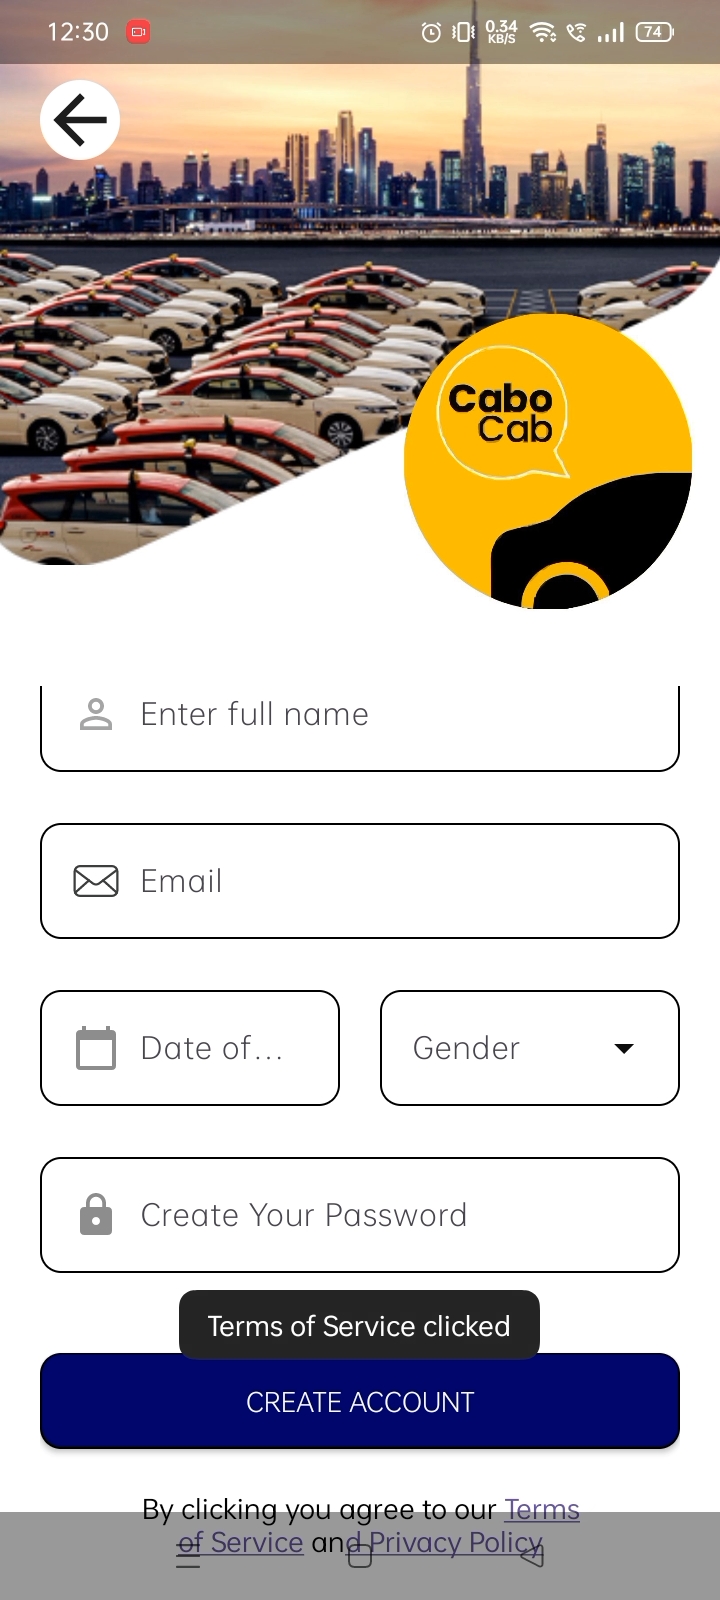 12:30 0.34 KB/S 74
Cabo
Cab
Enter full name
Email
Date of... Gender
Create Your Password
Terms of Service clicked
CREATE ACCOUNT
By clicking you agree to our Terms
of Service and Privacy Policy